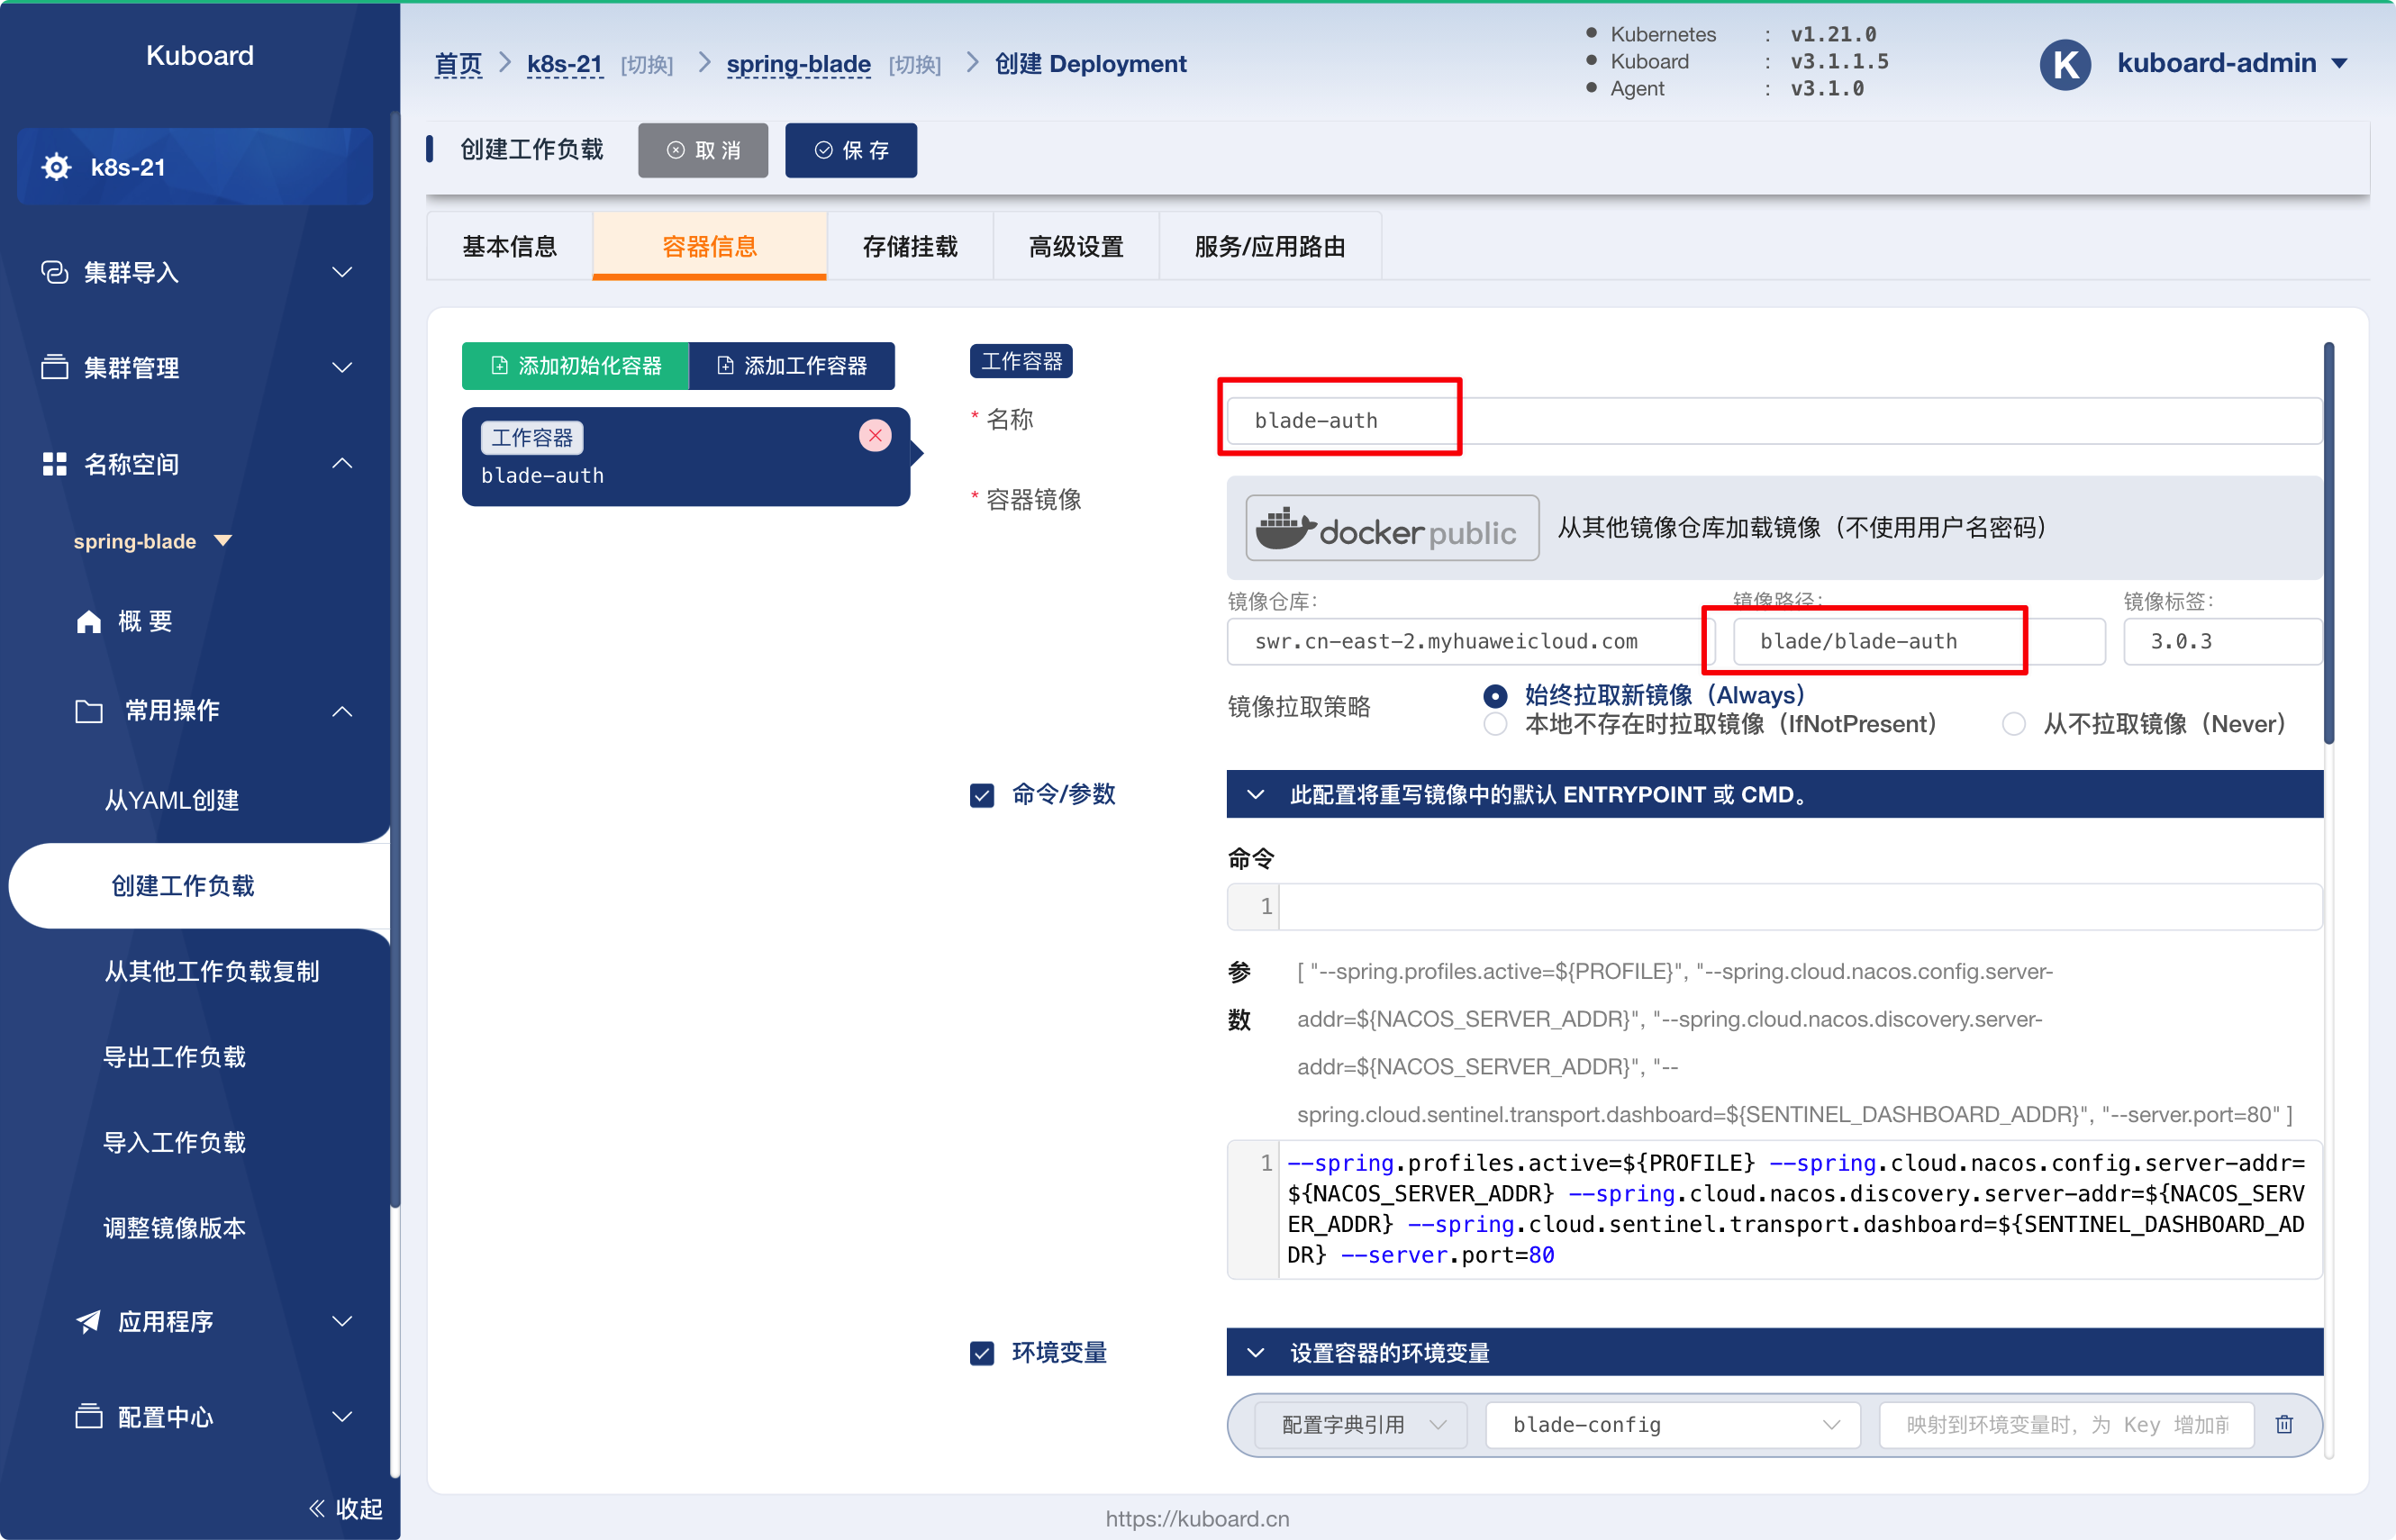 Kuboard
k8s-21
集群导入
集群管理
名称空间
spring-blade
概 要
常用操作
从YAML创建
创建工作负载
从其他工作负载复制
导出工作负载
导入工作负载
调整镜像版本
应用程序
配置中心
收起
首页 > k8s-21 [切换] > spring-blade [切换] > 创建 Deployment
Kubernetes : v1.21.0
Kuboard : v3.1.1.5
Agent : v3.1.0
K kuboard-admin
创建工作负载 取 消 保 存
基本信息 容器信息 存储挂载 高级设置 服务/应用路由
添加初始化容器 添加工作容器
工作容器
blade-auth
工作容器
* 名称 blade-auth
* 容器镜像
docker public 从其他镜像仓库加载镜像（不使用用户名密码）
镜像仓库: 镜像路径: 镜像标签:
swr.cn-east-2.myhuaweicloud.com blade/blade-auth 3.0.3
镜像拉取策略 始终拉取新镜像（Always）
本地不存在时拉取镜像（IfNotPresent） 从不拉取镜像（Never）
命令/参数 此配置将重写镜像中的默认 ENTRYPOINT 或 CMD。
命令
1
参数
[ "--spring.profiles.active=${PROFILE}", "--spring.cloud.nacos.config.server-
addr=${NACOS_SERVER_ADDR}", "--spring.cloud.nacos.discovery.server-
addr=${NACOS_SERVER_ADDR}", "--
spring.cloud.sentinel.transport.dashboard=${SENTINEL_DASHBOARD_ADDR}", "--server.port=80" ]
1 --spring.profiles.active=${PROFILE} --spring.cloud.nacos.config.server-addr=
${NACOS_SERVER_ADDR} --spring.cloud.nacos.discovery.server-addr=${NACOS_SERV
ER_ADDR} --spring.cloud.sentinel.transport.dashboard=${SENTINEL_DASHBOARD_AD
DR} --server.port=80
环境变量 设置容器的环境变量
配置字典引用 blade-config 映射到环境变量时，为 Key 增加前
https://kuboard.cn